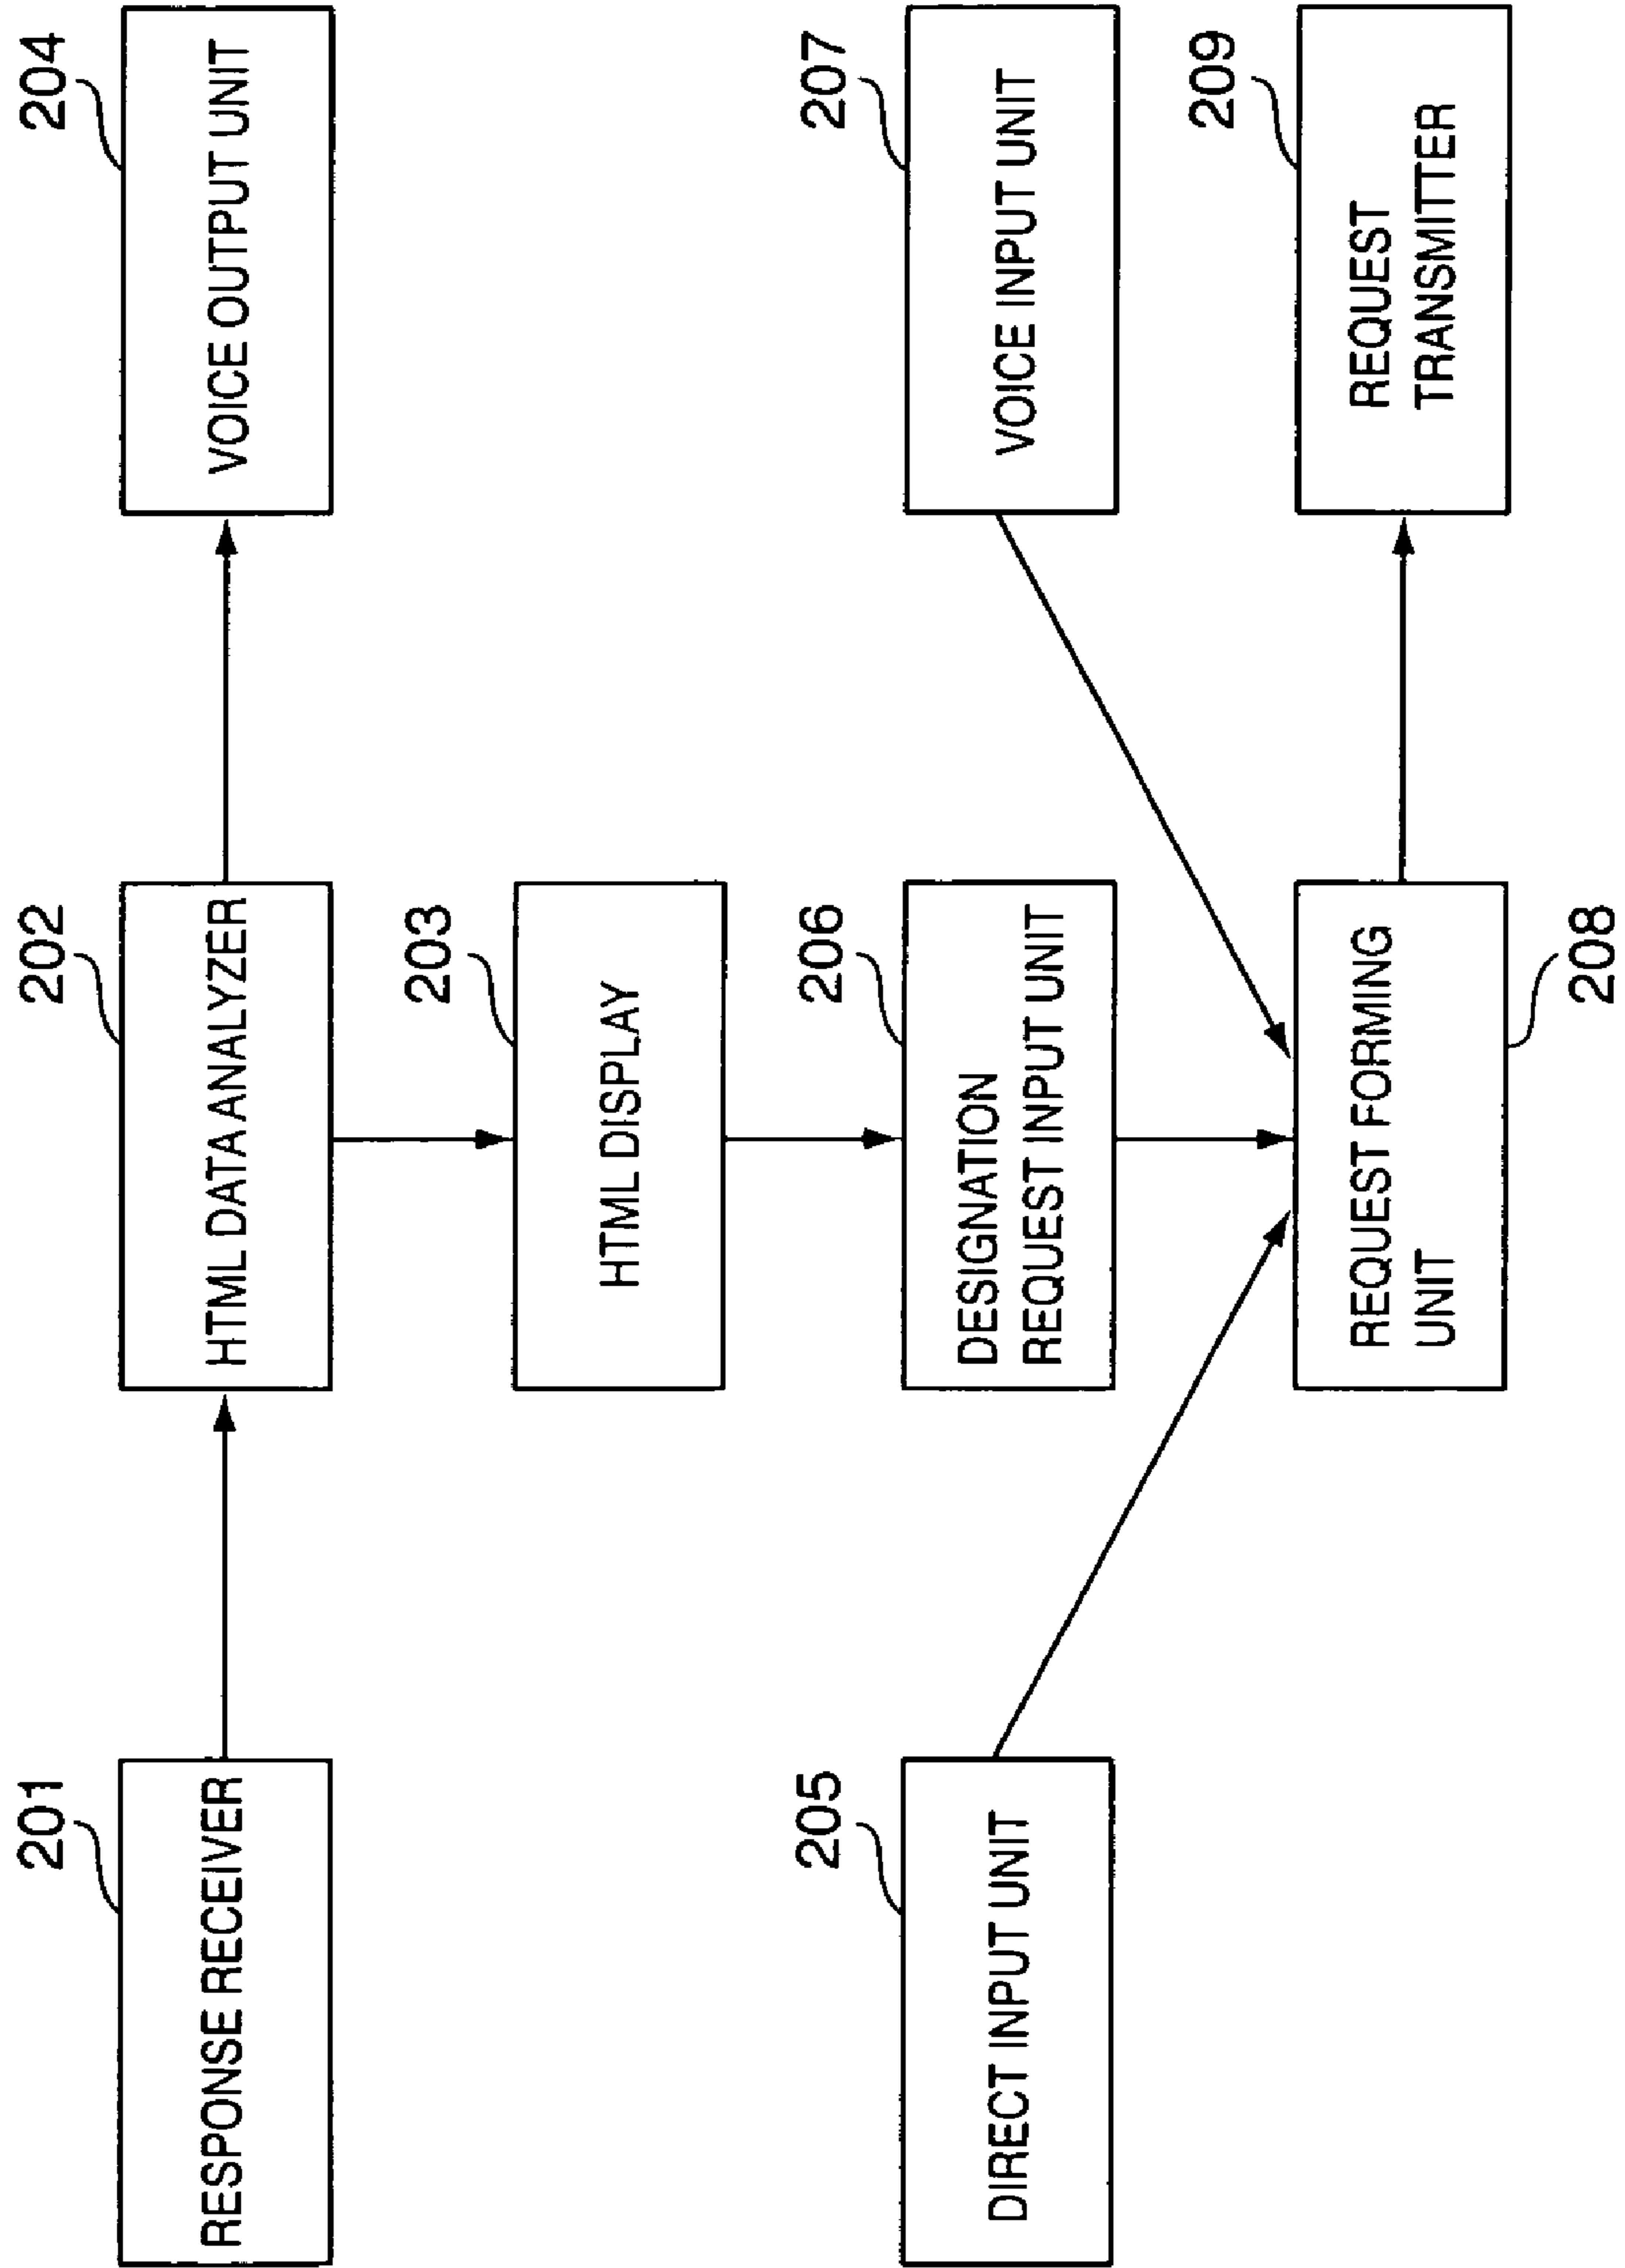 201
RESPONSE RECEIVER
202
HTML DATA ANALYZER
204
VOICE OUTPUT UNIT
203
HTML DISPLAY
205
DIRECT INPUT UNIT
206
DESIGNATION
REQUEST INPUT UNIT
207
VOICE INPUT UNIT
REQUEST FORMING
UNIT
208
209
REQUEST
TRANSMITTER